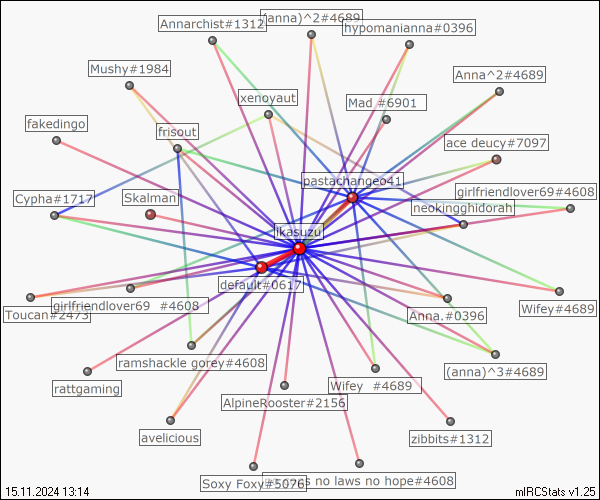 Annarchist#1312
(anna)^2#4689
hypomanianna#0396
Mushy#1984
Anna^2#4689
xenoyaut
Mad #6901
fakedingo
frisout
ace deucy#7097
pastachangeo41
Cypha#1717
Skalman
girlfriendlover69#4608
neokingghidorah
ikasuzu
default#0617
girlfriendlover69 #4608
Toucan#2473
Anna.#0396
Wifey#4689
ramshackle gorey#4608
(anna)^3#4689
rattgaming
Wifey #4689
AlpineRooster#2156
avelicious
zibbits#1312
Soxy Foxy#5076
no laws no hope#4608
15.11.2024 13:14
mIRCStats v1.25